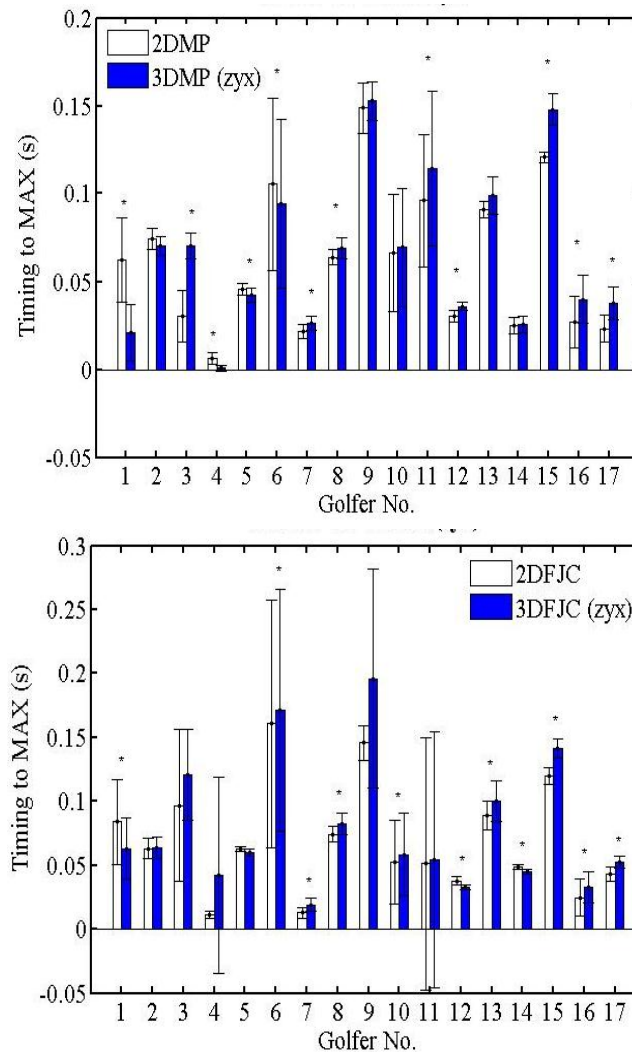 0.2
2DMP
3DMP (zyx)
0.15
0.1
0.05
0
-0.05
Timing to MAX (s)
* * * * * * * * * * * *
1 2 3 4 5 6 7 8 9 10 11 12 13 14 15 16 17
Golfer No.
0.3
2DFJC
3DFJC (zyx)
0.25
0.2
0.15
0.1
0.05
0
-0.05
Timing to MAX (s)
* * * * * * * * * * *
1 2 3 4 5 6 7 8 9 10 11 12 13 14 15 16 17
Golfer No.